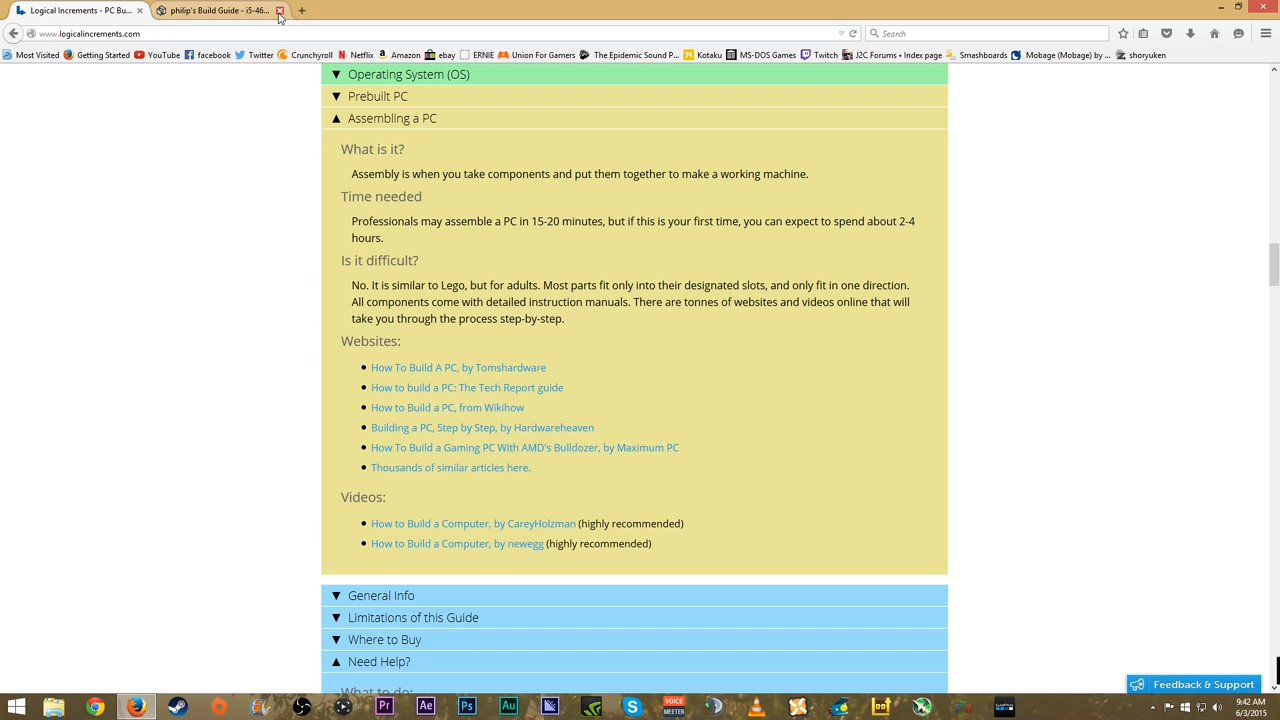 Logical Increments - PC Bu...
philip's Build Guide - i5-46...
www.logicalincrements.com
Search
Most Visited
Getting Started
YouTube
facebook
Twitter
Crunchyroll
Netflix
Amazon
ebay
ERNIE
Union For Gamers
The Epidemic Sound P...
Kotaku
MS-DOS Games
Twitch
J2C Forums • Index page
Smashboards
Mobage (Mobage) by ...
shoryuken
▼ Operating System (OS)
▼ Prebuilt PC
▲ Assembling a PC
What is it?
Assembly is when you take components and put them together to make a working machine.
Time needed
Professionals may assemble a PC in 15-20 minutes, but if this is your first time, you can expect to spend about 2-4
hours.
Is it difficult?
No. It is similar to Lego, but for adults. Most parts fit only into their designated slots, and only fit in one direction.
All components come with detailed instruction manuals. There are tonnes of websites and videos online that will
take you through the process step-by-step.
Websites:
• How To Build A PC, by Tomshardware
• How to build a PC: The Tech Report guide
• How to Build a PC, from Wikihow
• Building a PC, Step by Step, by Hardwareheaven
• How To Build a Gaming PC With AMD's Bulldozer, by Maximum PC
• Thousands of similar articles here.
Videos:
• How to Build a Computer, by CareyHolzman (highly recommended)
• How to Build a Computer, by newegg (highly recommended)
▼ General Info
▼ Limitations of this Guide
▼ Where to Buy
▲ Need Help?
What to do:
Feedback & Support
Pr
Ae
Ps
Au
VOICE
MEETER
GoPro
9:42 AM
6/3/2015